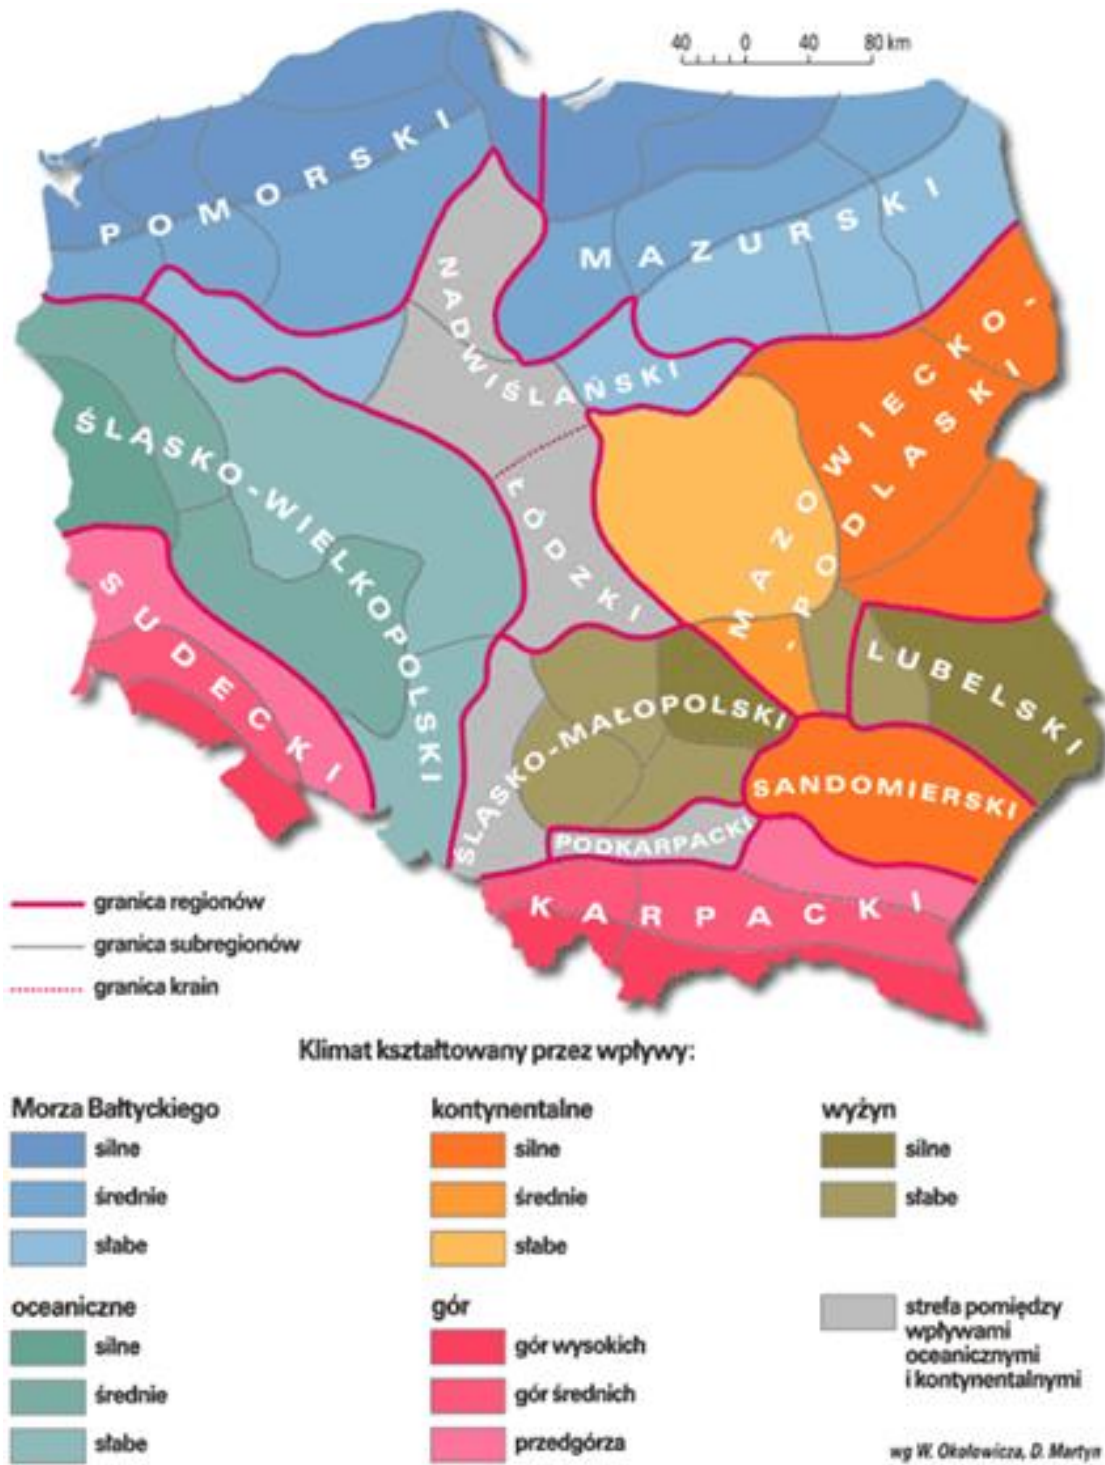 40 0 40 80 km
POMORSKI
MAZURSKI
NADWIŚLAŃSKI
MAZOWIECKO-
-PODLASKI
ŚLĄSKO-WIELKOPOLSKI
ŁÓDZKI
SUDECKI
LUBELSKI
ŚLĄSKO-MAŁOPOLSKI
SANDOMIERSKI
PODKARPACKI
KARPACKI
granica regionów
granica subregionów
granica krain
Klimat kształtowany przez wpływy:
Morza Bałtyckiego
silne
średnie
słabe
kontynentalne
silne
średnie
słabe
wyżyn
silne
słabe
oceaniczne
silne
średnie
słabe
gór
gór wysokich
gór średnich
przedgórza
strefa pomiędzy
wpływami
oceanicznymi
i kontynentalnymi
wg W. Okołowicza, D. Martyn